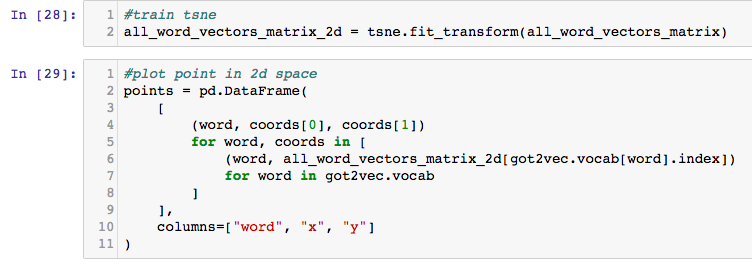 In [28]:
1 #train tsne
2 all_word_vectors_matrix_2d = tsne.fit_transform(all_word_vectors_matrix)
In [29]:
1 #plot point in 2d space
2 points = pd.DataFrame(
3     [
4         (word, coords[0], coords[1])
5         for word, coords in [
6             (word, all_word_vectors_matrix_2d[got2vec.vocab[word].index])
7             for word in got2vec.vocab
8         ]
9     ],
10     columns=["word", "x", "y"]
11 )